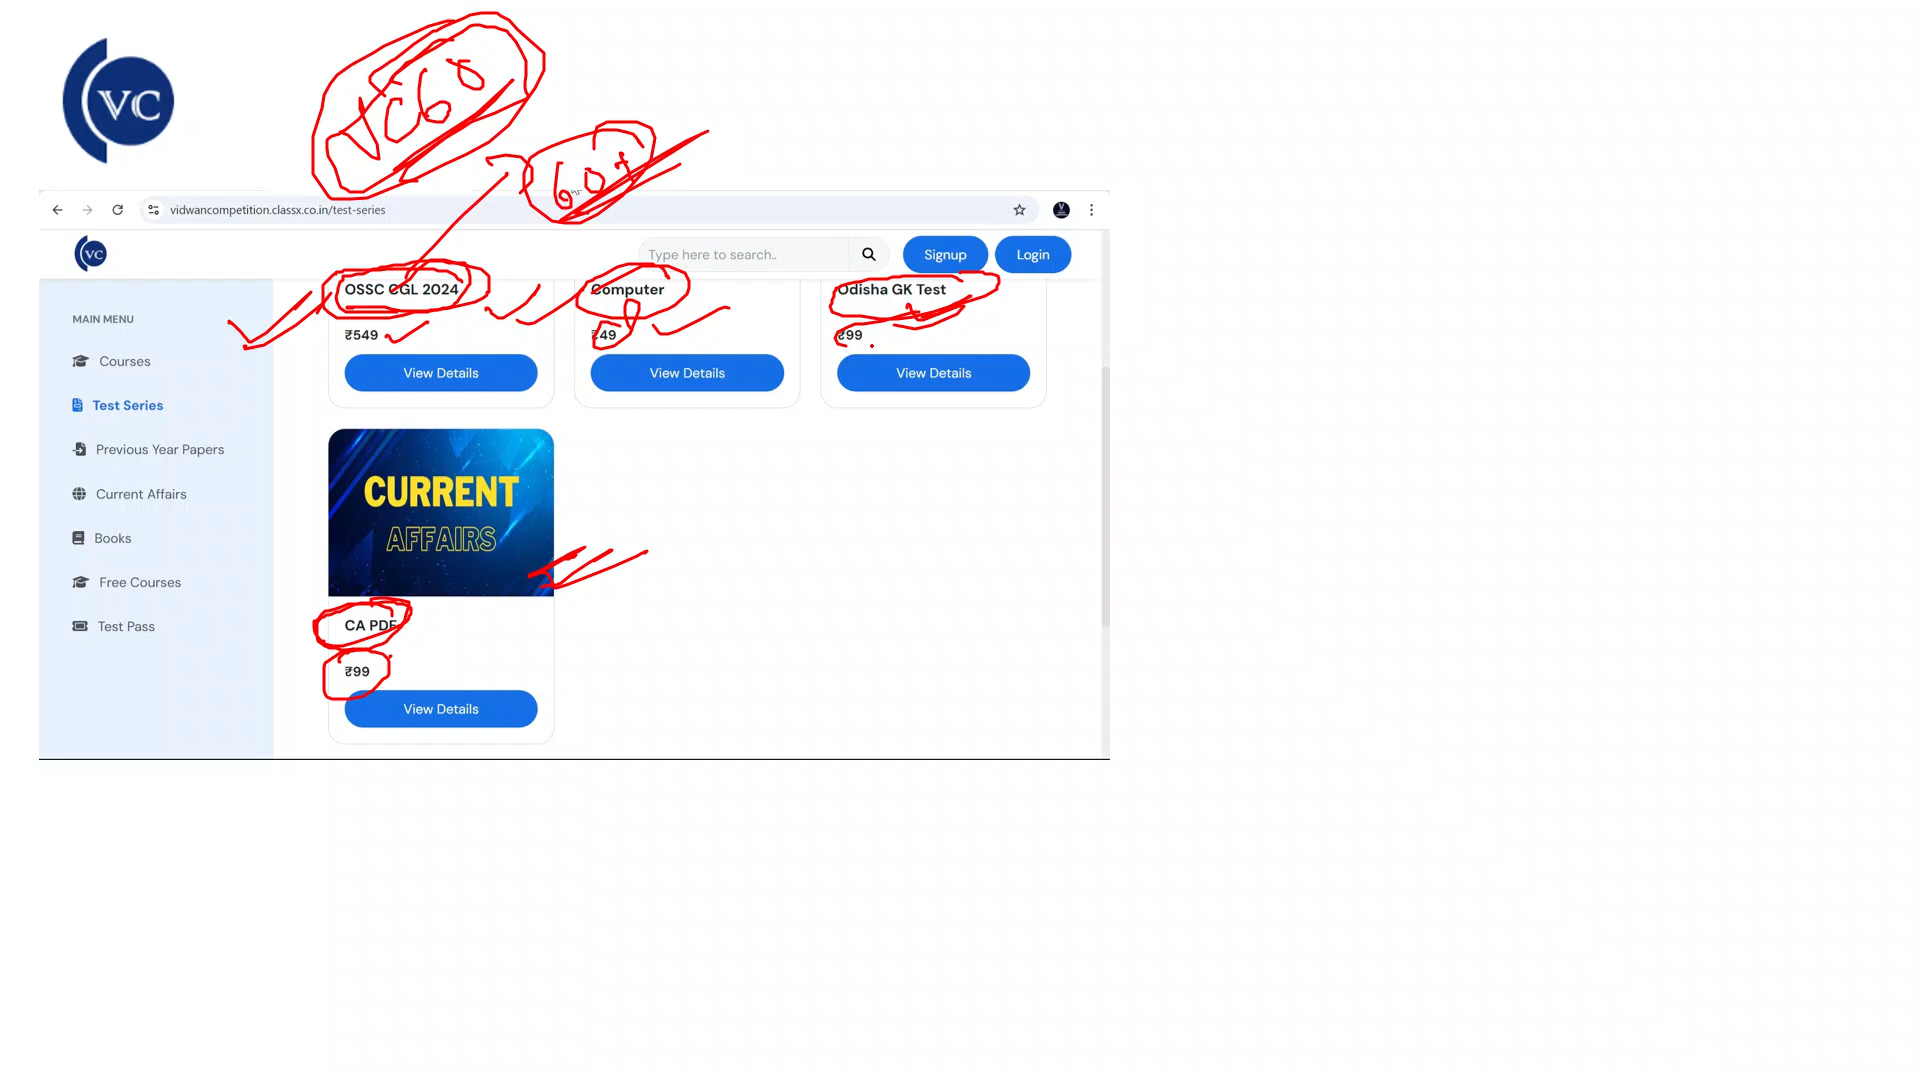 VC
VC60
60+
vidwancompetition.classx.co.in/test-series
VC
Type here to search..
Signup
Login
OSSC CGL 2024
Computer
Odisha GK Test
MAIN MENU
₹549
₹49
₹99
Courses
View Details
View Details
View Details
Test Series
Previous Year Papers
CURRENT
Current Affairs
AFFAIRS
Books
Free Courses
CA PDF
Test Pass
₹99
View Details